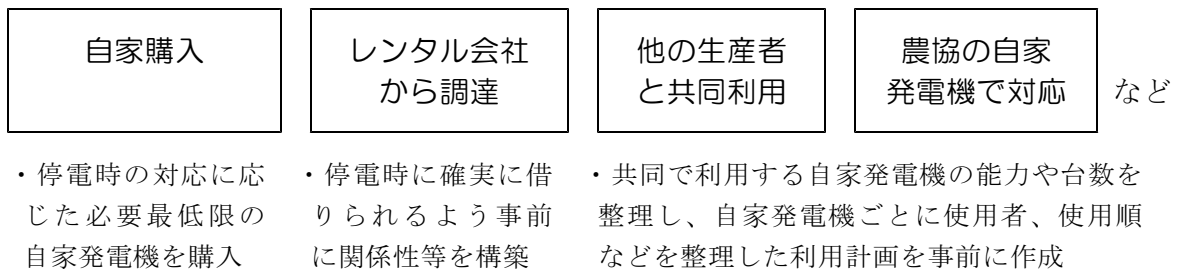 自家購入
レンタル会社
から調達
他の生産者
と共同利用
農協の自家
発電機で対応
など
・停電時の対応に応
じた必要最低限の
自家発電機を購入
・停電時に確実に借
りられるよう事前
に関係性等を構築
・共同で利用する自家発電機の能力や台数を
整理し、自家発電機ごとに使用者、使用順
などを整理した利用計画を事前に作成